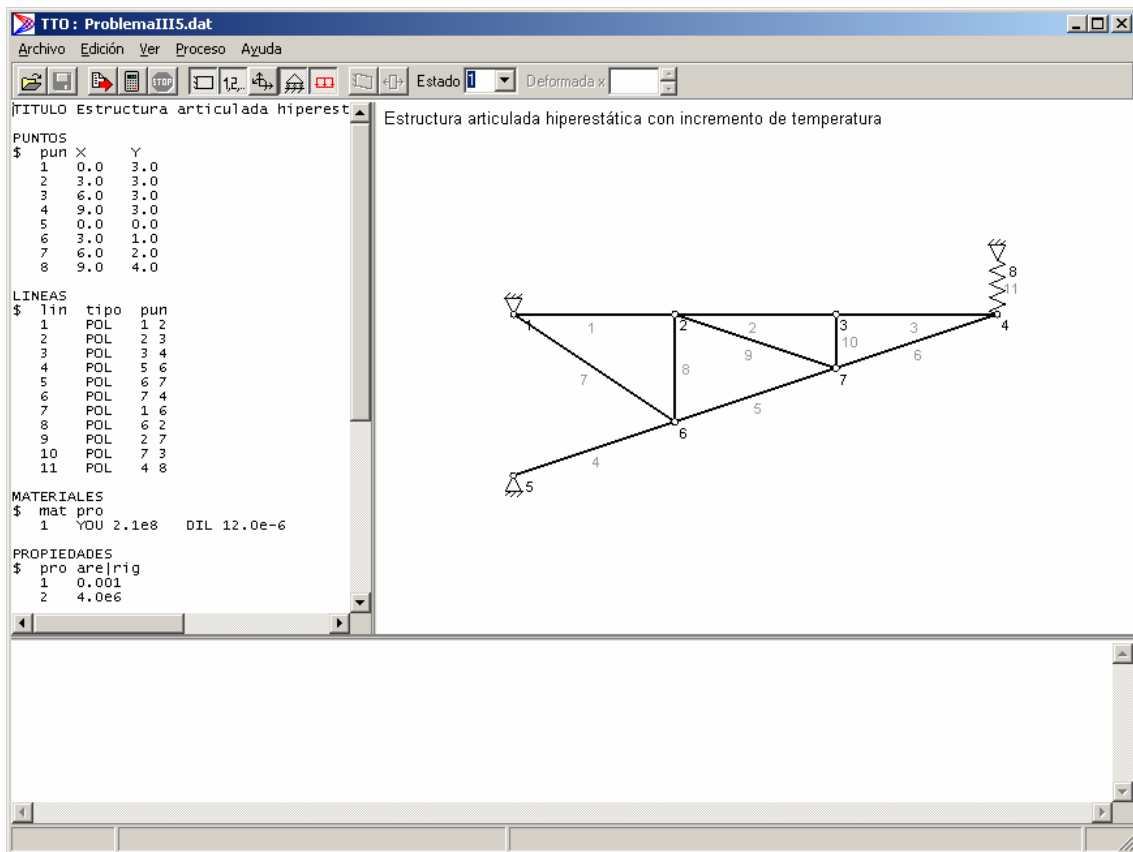 TTO : ProblemaIII5.dat
Archivo Edición Ver Proceso Ayuda
STOP 1,2,.. Estado 1 Deformada x
TITULO Estructura articulada hiperest
PUNTOS
$ pun X Y
1 0.0 3.0
2 3.0 3.0
3 6.0 3.0
4 9.0 3.0
5 0.0 0.0
6 3.0 1.0
7 6.0 2.0
8 9.0 4.0
LINEAS
$ lin tipo pun
1 POL 1 2
2 POL 2 3
3 POL 3 4
4 POL 5 6
5 POL 6 7
6 POL 7 4
7 POL 1 6
8 POL 6 2
9 POL 2 7
10 POL 7 3
11 POL 4 8
MATERIALES
$ mat pro
1 YOU 2.1e8 DIL 12.0e-6
PROPIEDADES
$ pro are|rig
1 0.001
2 4.0e6
Estructura articulada hiperestática con incremento de temperatura
8
11
1 1 2 2 3 3 4
10
9 6
8 7
7
5
6
4
5